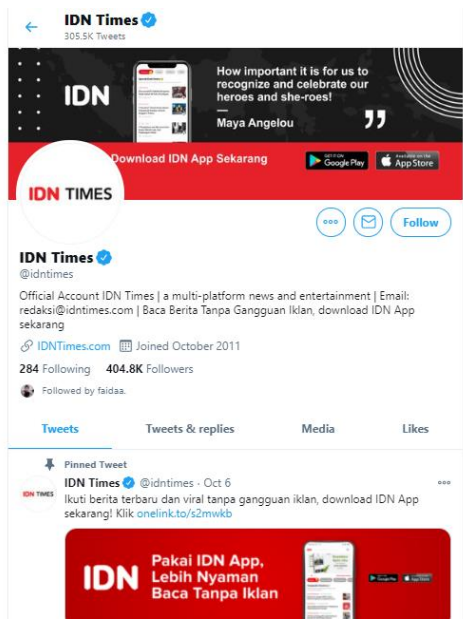 IDN Times
305.5K Tweets
IDN
How important it is for us to
recognize and celebrate our
heroes and she-roes!
Maya Angelou
Download IDN App Sekarang
GET IT ON
Google Play
Available on the
App Store
IDN TIMES
Follow
IDN Times
@idntimes
Official Account IDN Times | a multi-platform news and entertainment | Email:
redaksi@idntimes.com | Baca Berita Tanpa Gangguan Iklan, download IDN App
sekarang
IDNTimes.com Joined October 2011
284 Following 404.8K Followers
Followed by faidaa.
Tweets Tweets & replies Media Likes
Pinned Tweet
IDN Times @idntimes · Oct 6
IDN TIMES
Ikuti berita terbaru dan viral tanpa gangguan iklan, download IDN App
sekarang! Klik onelink.to/s2mwkb
IDN
Pakai IDN App,
Lebih Nyaman
Baca Tanpa Iklan
Google Play App Store